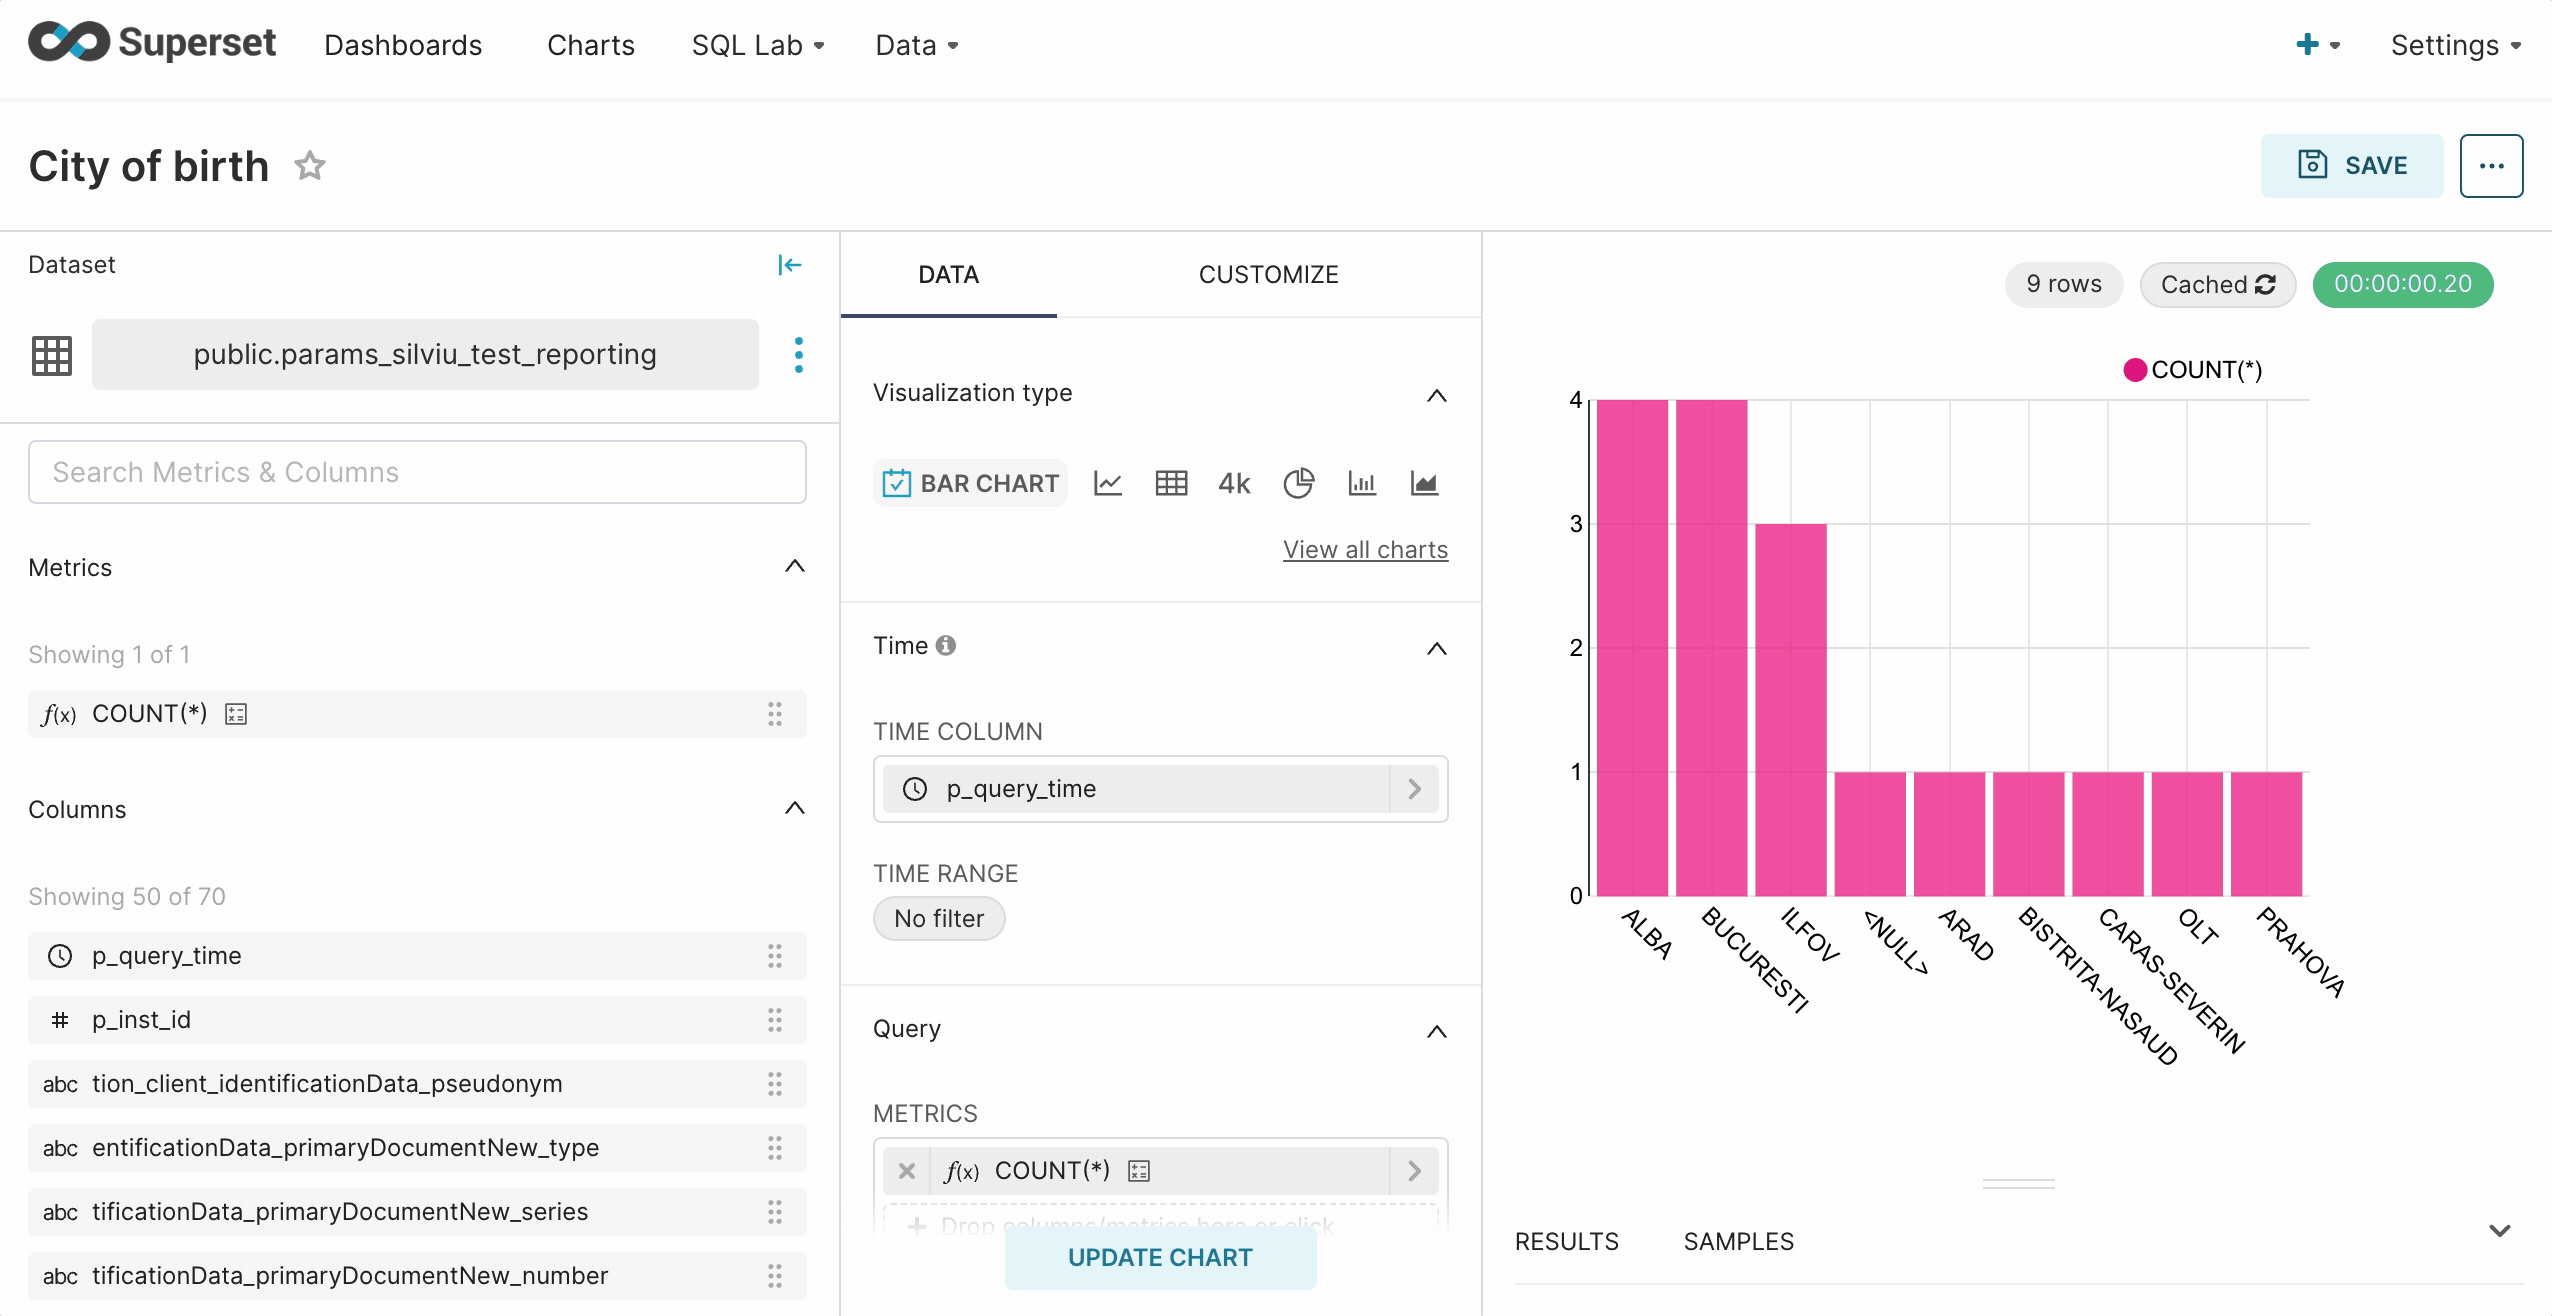 Superset
Dashboards
Charts
SQL Lab
Data
Settings
City of birth
SAVE
Dataset
public.params_silviu_test_reporting
Search Metrics & Columns
Metrics
Showing 1 of 1
f(x) COUNT(*)
Columns
Showing 50 of 70
p_query_time
# p_inst_id
abc tion_client_identificationData_pseudonym
abc entificationData_primaryDocumentNew_type
abc tificationData_primaryDocumentNew_series
abc tificationData_primaryDocumentNew_number
DATA
CUSTOMIZE
Visualization type
BAR CHART
4k
View all charts
Time
TIME COLUMN
p_query_time
TIME RANGE
No filter
Query
METRICS
f(x) COUNT(*)
Drop columns/metrics here or click
UPDATE CHART
9 rows
Cached
00:00:00.20
COUNT(*)
4
3
2
1
0
ALBA
BUCURESTI
ILFOV
<NULL>
ARAD
BISTRITA-NASAUD
CARAS-SEVERIN
OLT
PRAHOVA
RESULTS
SAMPLES